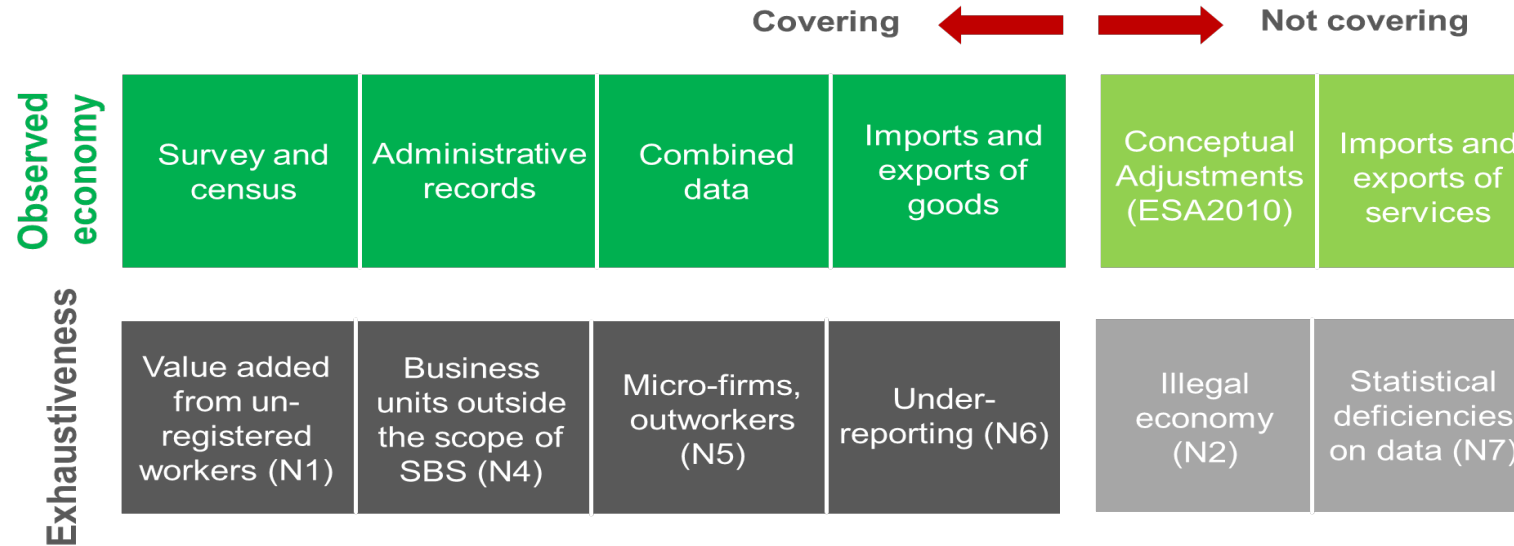 Covering
Not covering
Observed
economy
Survey and
census
Administrative
records
Combined
data
Imports and
exports of
goods
Conceptual
Adjustments
(ESA2010)
Imports and
exports of
services
Exhaustiveness
Value added
from un-
registered
workers (N1)
Business
units outside
the scope of
SBS (N4)
Micro-firms,
outworkers
(N5)
Under-
reporting (N6)
Illegal
economy
(N2)
Statistical
deficiencies
on data (N7)